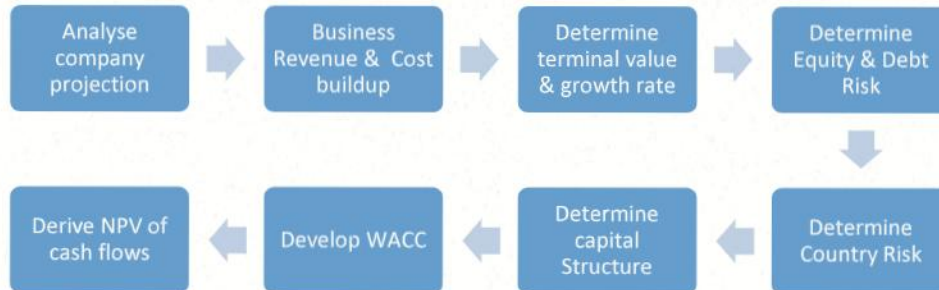 Analyse
company
projection
Business
Revenue & Cost
buildup
Determine
terminal value
& growth rate
Determine
Equity & Debt
Risk
Determine
Country Risk
Determine
capital
Structure
Develop WACC
Derive NPV of
cash flows